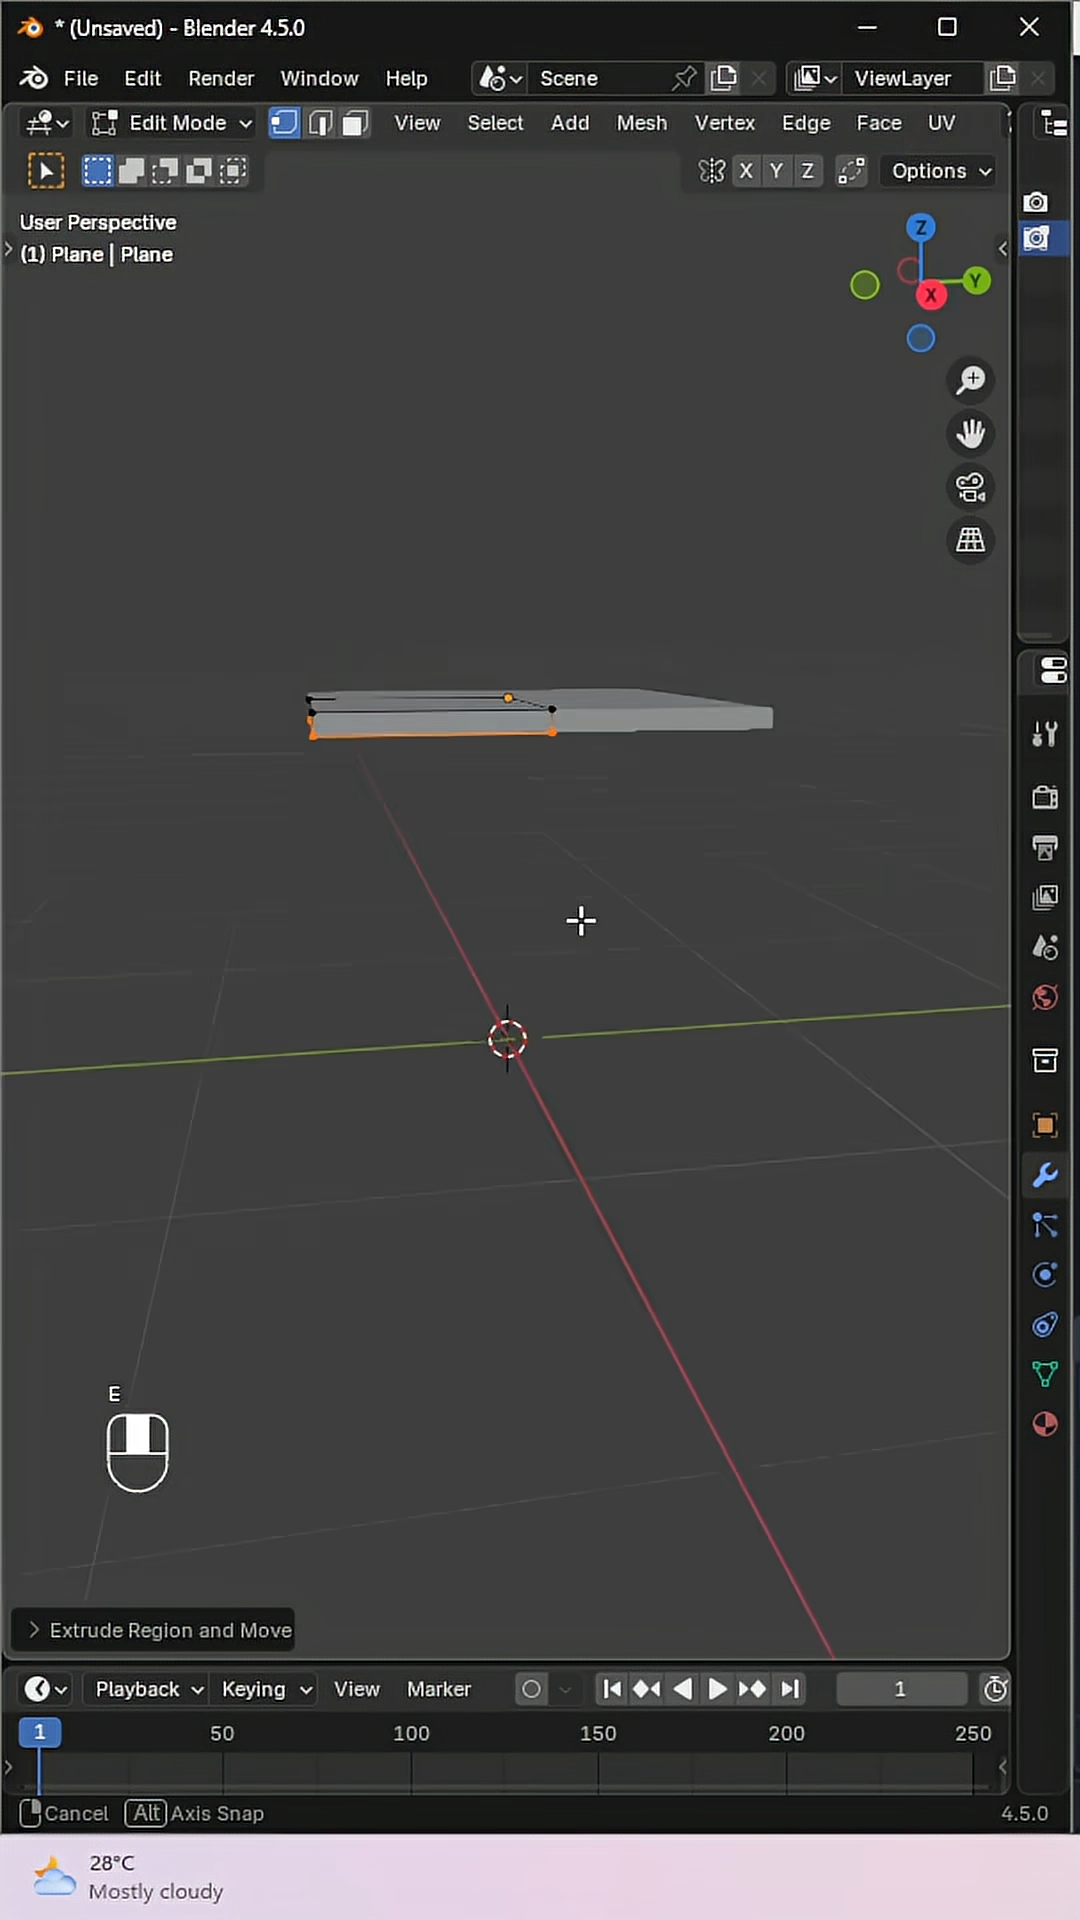 * (Unsaved) - Blender 4.5.0
File Edit Render Window Help Scene ViewLayer
Edit Mode View Select Add Mesh Vertex Edge Face UV
X Y Z Options
User Perspective
(1) Plane | Plane
Z
Y
X
E
Extrude Region and Move
Playback Keying View Marker 1
1 50 100 150 200 250
Cancel Alt Axis Snap 4.5.0
28°C
Mostly cloudy